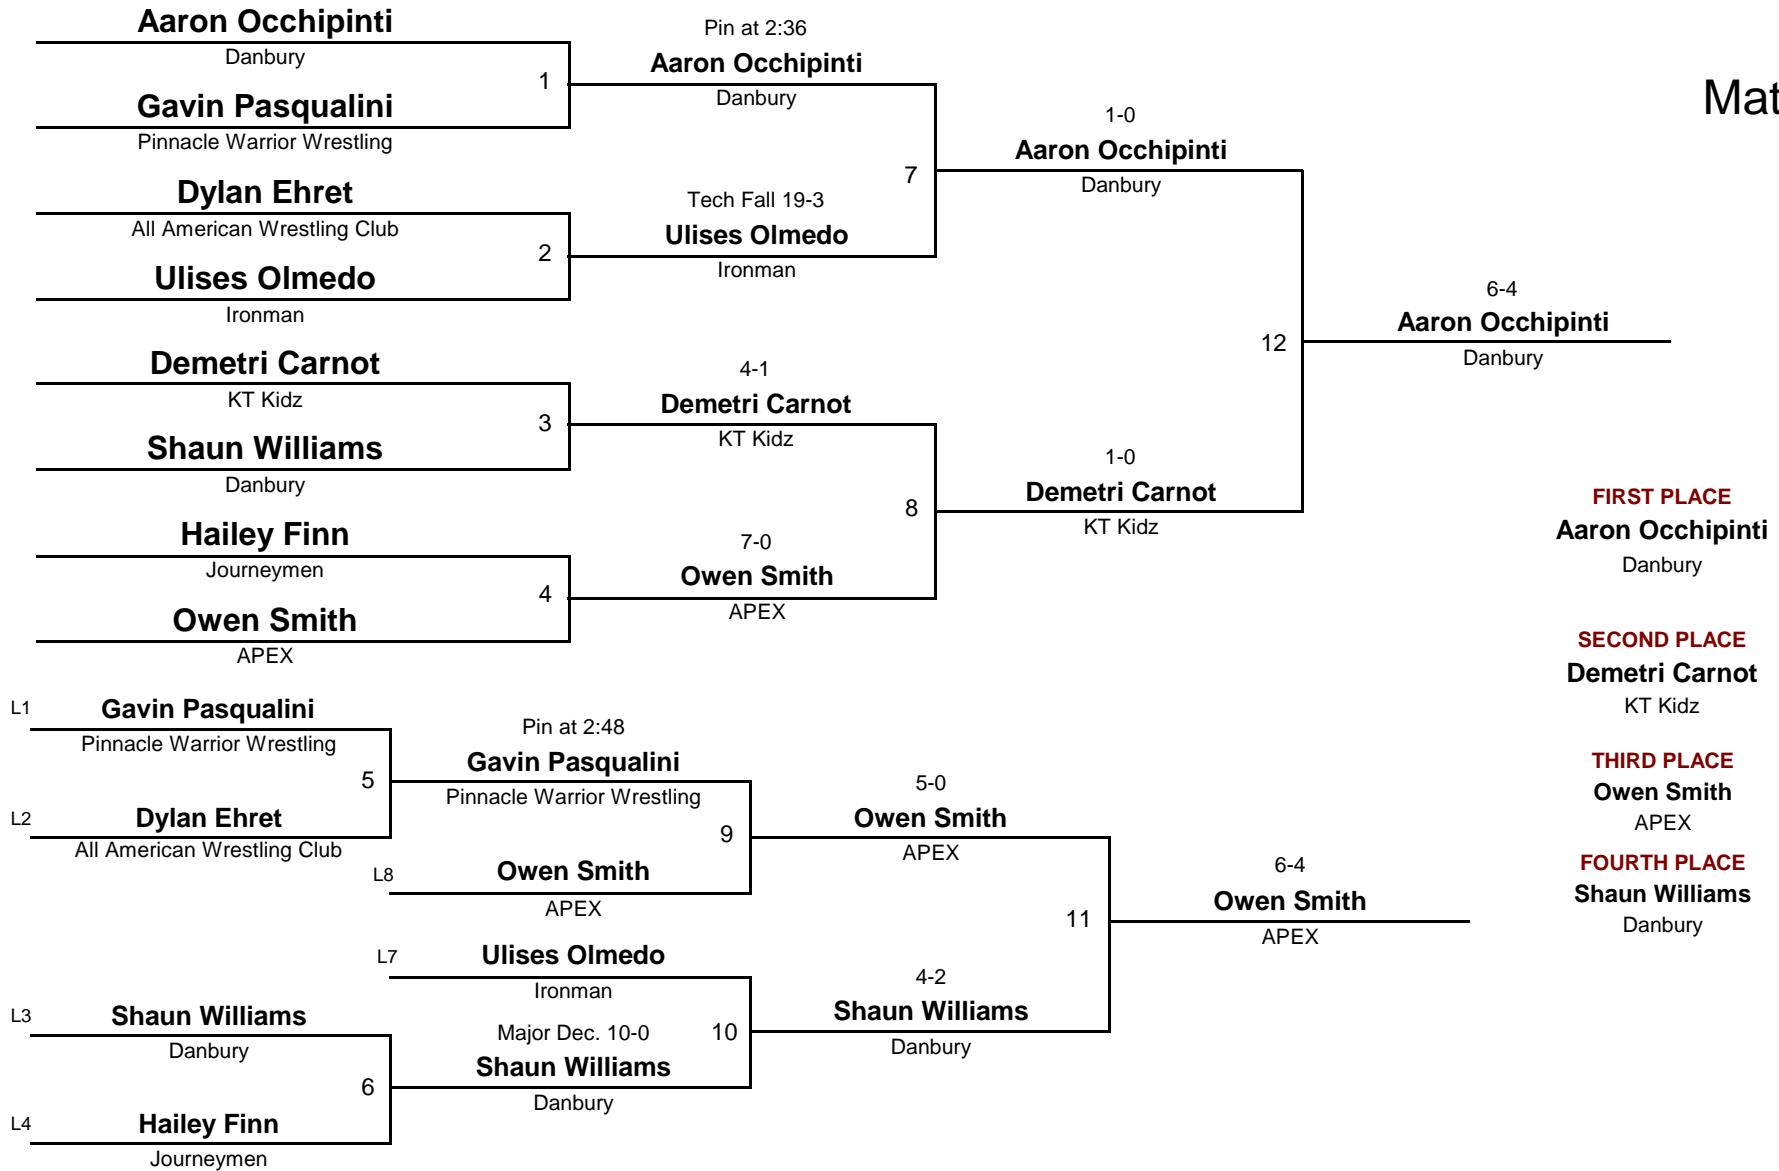 Aaron Occhipinti
Danbury
1
Gavin Pasqualini
Pinnacle Warrior Wrestling
Dylan Ehret
All American Wrestling Club
2
Ulises Olmedo
Ironman
Demetri Carnot
KT Kidz
3
Shaun Williams
Danbury
Hailey Finn
Journeymen
4
Owen Smith
APEX
Pin at 2:36
Aaron Occhipinti
Danbury
7
Tech Fall 19-3
Ulises Olmedo
Ironman
4-1
Demetri Carnot
KT Kidz
8
7-0
Owen Smith
APEX
1-0
Aaron Occhipinti
Danbury
12
1-0
Demetri Carnot
KT Kidz
6-4
Aaron Occhipinti
Danbury
Mat
L1
Gavin Pasqualini
Pinnacle Warrior Wrestling
5
L2
Dylan Ehret
All American Wrestling Club
L3
Shaun Williams
Danbury
6
L4
Hailey Finn
Journeymen
Pin at 2:48
Gavin Pasqualini
Pinnacle Warrior Wrestling
9
L8
Owen Smith
APEX
L7
Ulises Olmedo
Ironman
10
Major Dec. 10-0
Shaun Williams
Danbury
5-0
Owen Smith
APEX
11
4-2
Shaun Williams
Danbury
6-4
Owen Smith
APEX
FIRST PLACE
Aaron Occhipinti
Danbury
SECOND PLACE
Demetri Carnot
KT Kidz
THIRD PLACE
Owen Smith
APEX
FOURTH PLACE
Shaun Williams
Danbury